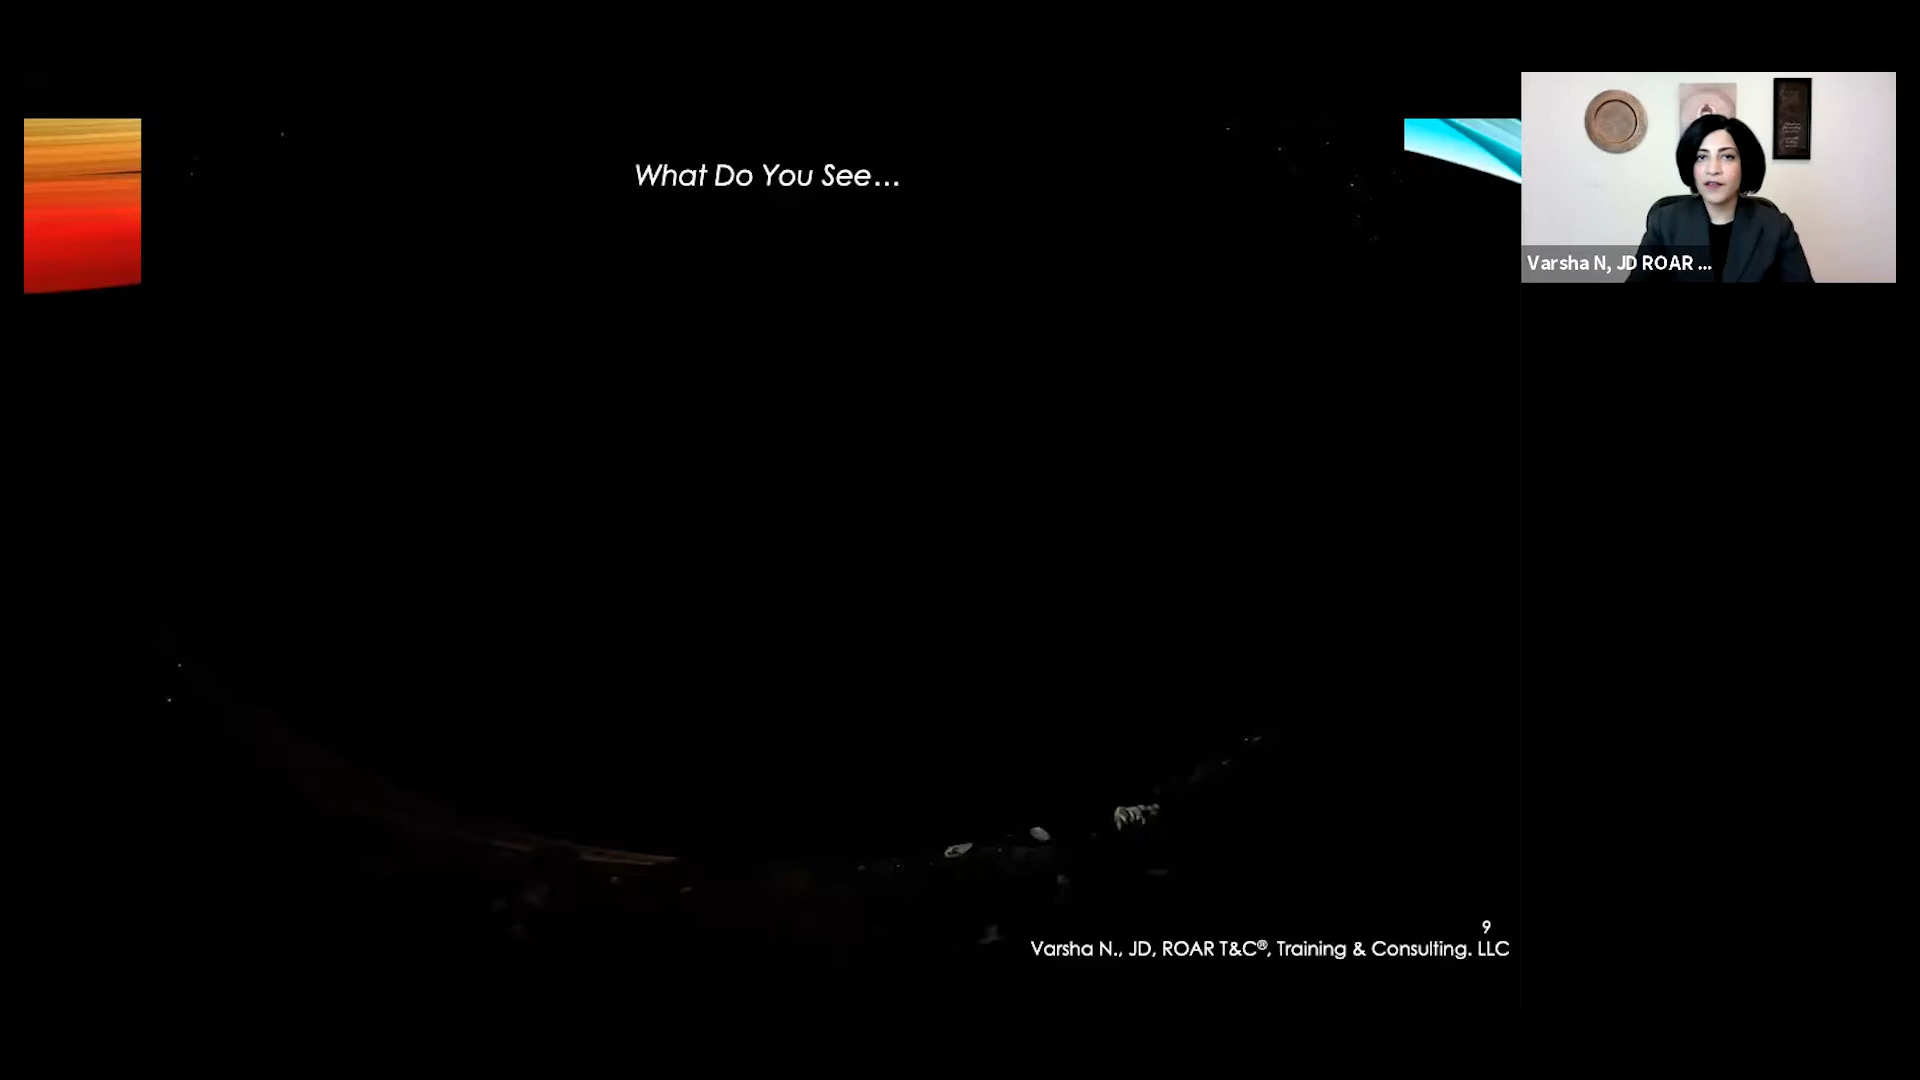 What Do You See...
Varsha N, JD ROAR ...
9
Varsha N., JD, ROAR T&C®, Training & Consulting. LLC